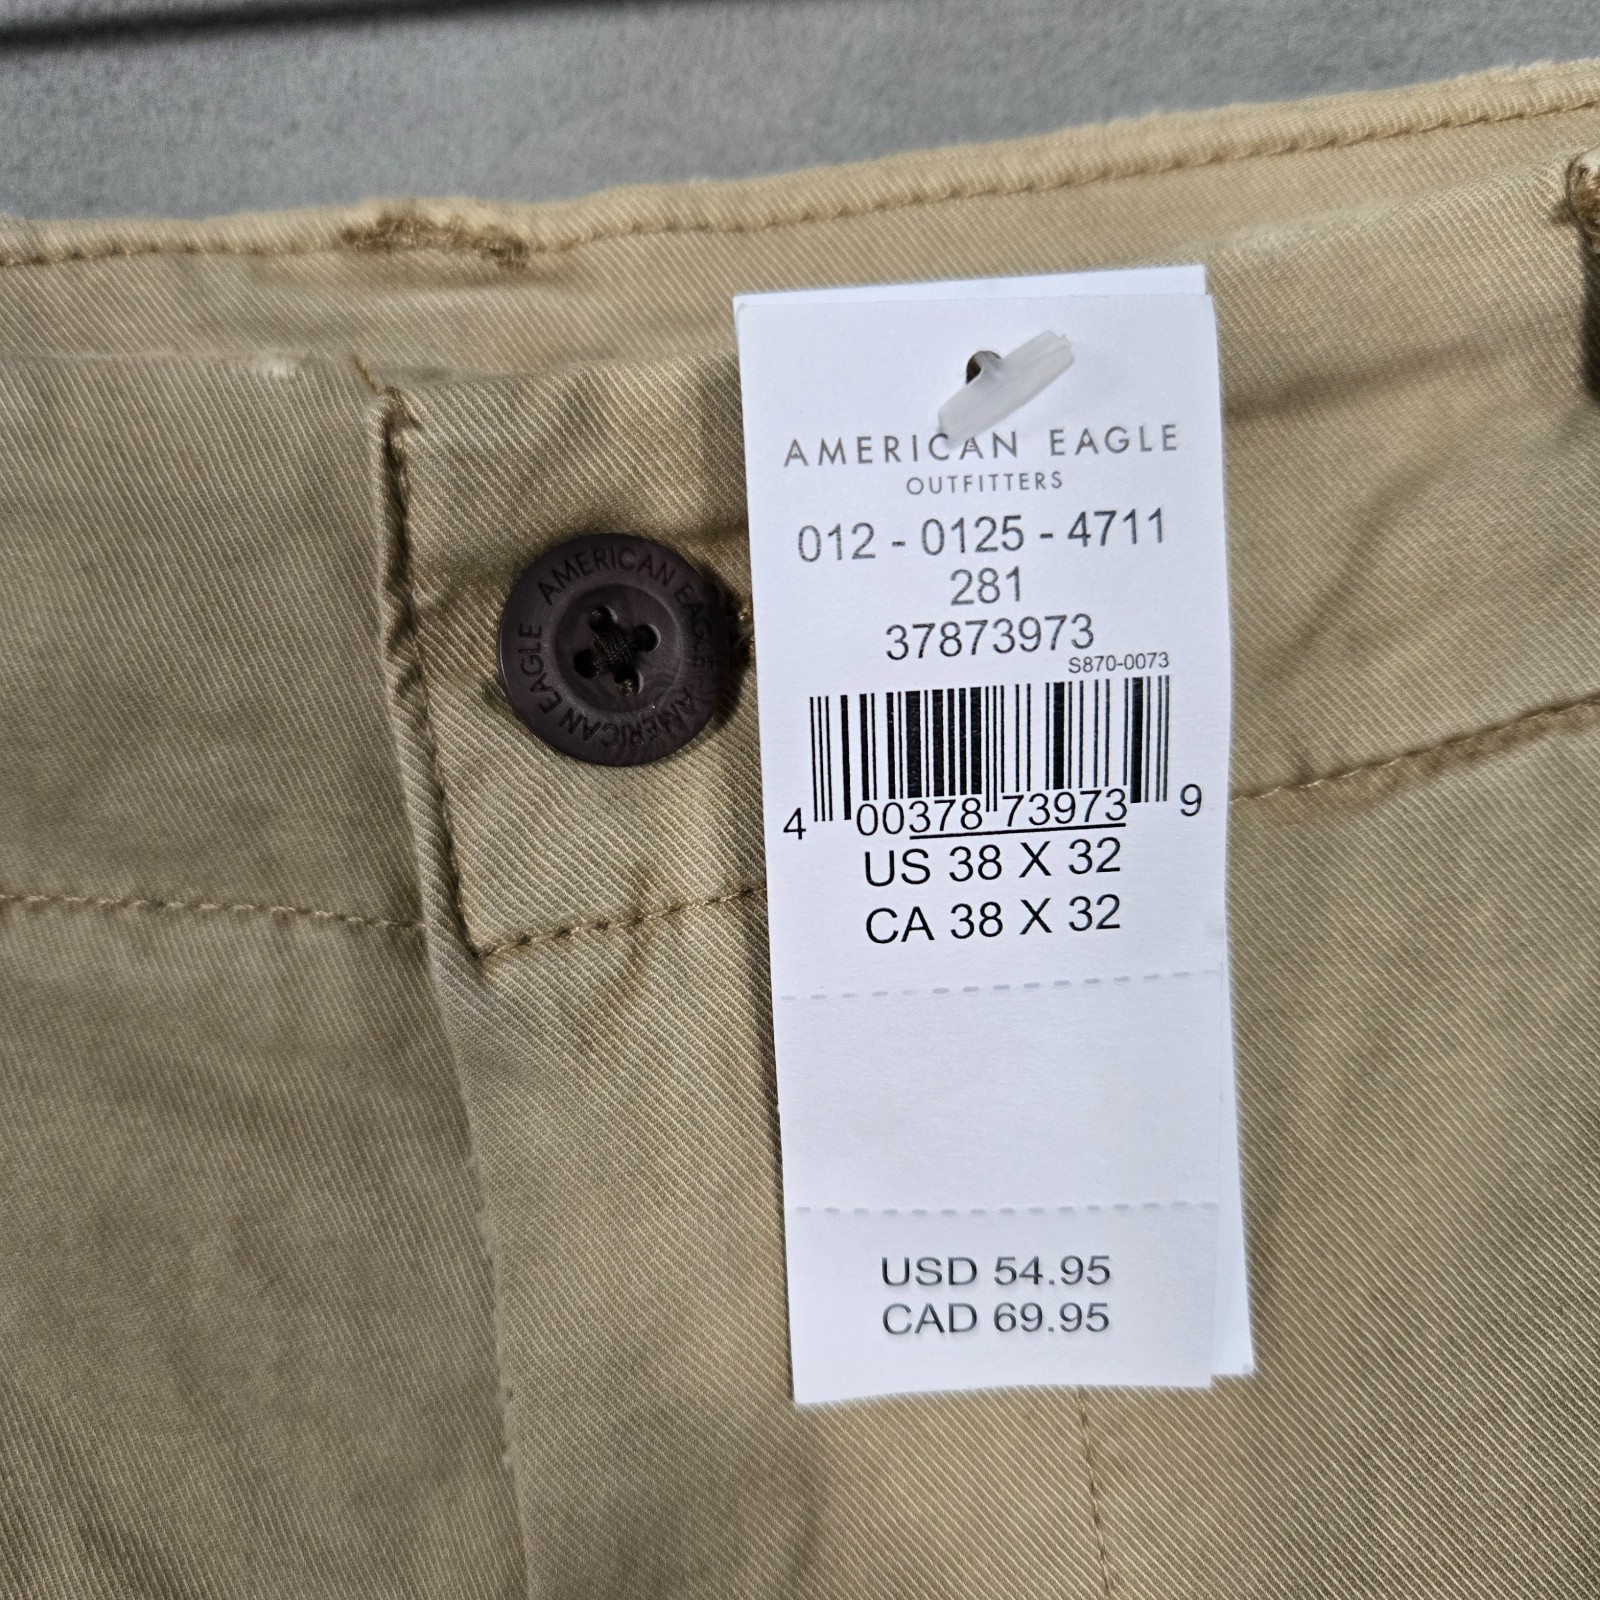 AMERICAN EAGLE
OUTFITTERS
012 - 0125 - 4711
281
37873973
S870-0073
4 00378 73973 9
US 38 X 32
CA 38 X 32
USD 54.95
CAD 69.95
AMERICAN EAGLE AMERICAN EAGLE